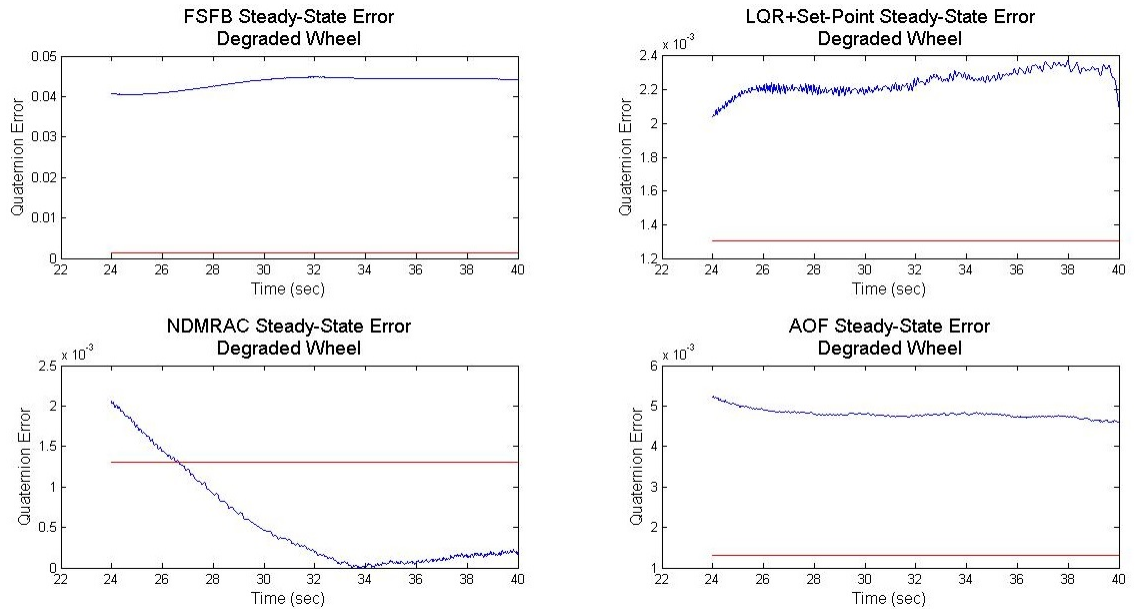 FSFB Steady-State Error
Degraded Wheel
0.05
0.04
0.03
0.02
0.01
0
Quaternion Error
22 24 26 28 30 32 34 36 38 40
Time (sec)
LQR+Set-Point Steady-State Error
Degraded Wheel
x 10-3
2.4
2.2
2
1.8
1.6
1.4
1.2
Quaternion Error
22 24 26 28 30 32 34 36 38 40
Time (sec)
NDMRAC Steady-State Error
Degraded Wheel
x 10-3
2.5
2
1.5
1
0.5
0
Quaternion Error
22 24 26 28 30 32 34 36 38 40
Time (sec)
AOF Steady-State Error
Degraded Wheel
x 10-3
6
5
4
3
2
1
Quaternion Error
22 24 26 28 30 32 34 36 38 40
Time (sec)